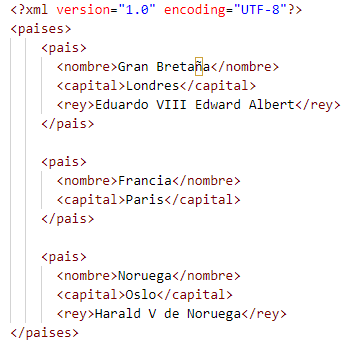 <?xml version="1.0" encoding="UTF-8"?>
<paises>
<pais>
<nombre>Gran Bretaña</nombre>
<capital>Londres</capital>
<rey>Eduardo VIII Edward Albert</rey>
</pais>
<pais>
<nombre>Francia</nombre>
<capital>Paris</capital>
</pais>
<pais>
<nombre>Noruega</nombre>
<capital>Oslo</capital>
<rey>Harald V de Noruega</rey>
</paises>